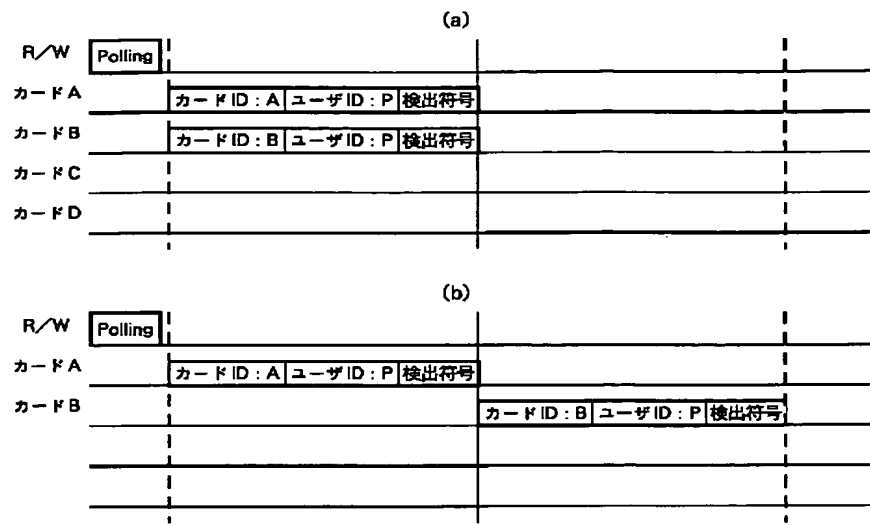 (a)
R/W Polling
カードA カードID:A ユーザID:P 検出符号
カードB カードID:B ユーザID:P 検出符号
カードC
カードD
(b)
R/W Polling
カードA カードID:A ユーザID:P 検出符号
カードB カードID:B ユーザID:P 検出符号